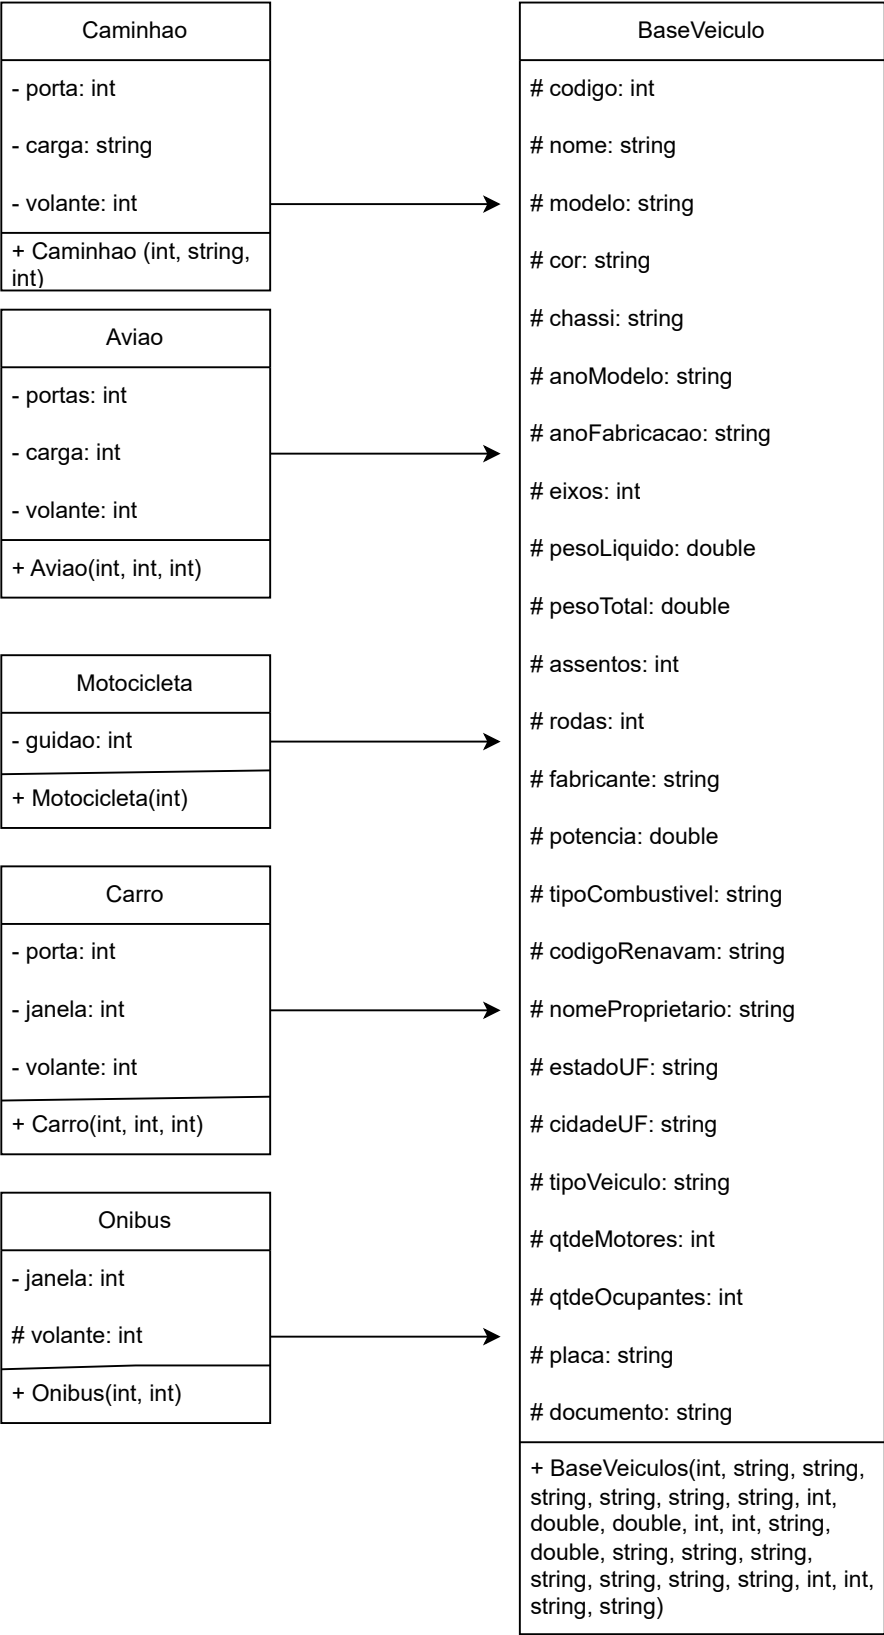 Caminhao
- porta: int
- carga: string
- volante: int
+ Caminhao (int, string,
int)
Aviao
- portas: int
- carga: int
- volante: int
+ Aviao(int, int, int)
Motocicleta
- guidao: int
+ Motocicleta(int)
Carro
- porta: int
- janela: int
- volante: int
+ Carro(int, int, int)
Onibus
- janela: int
# volante: int
+ Onibus(int, int)
BaseVeiculo
# codigo: int
# nome: string
# modelo: string
# cor: string
# chassi: string
# anoModelo: string
# anoFabricacao: string
# eixos: int
# pesoLiquido: double
# pesoTotal: double
# assentos: int
# rodas: int
# fabricante: string
# potencia: double
# tipoCombustivel: string
# codigoRenavam: string
# nomeProprietario: string
# estadoUF: string
# cidadeUF: string
# tipoVeiculo: string
# qtdeMotores: int
# qtdeOcupantes: int
# placa: string
# documento: string
+ BaseVeiculos(int, string, string,
string, string, string, string, int,
double, double, int, int, string,
double, string, string, string,
string, string, string, string, int, int,
string, string)